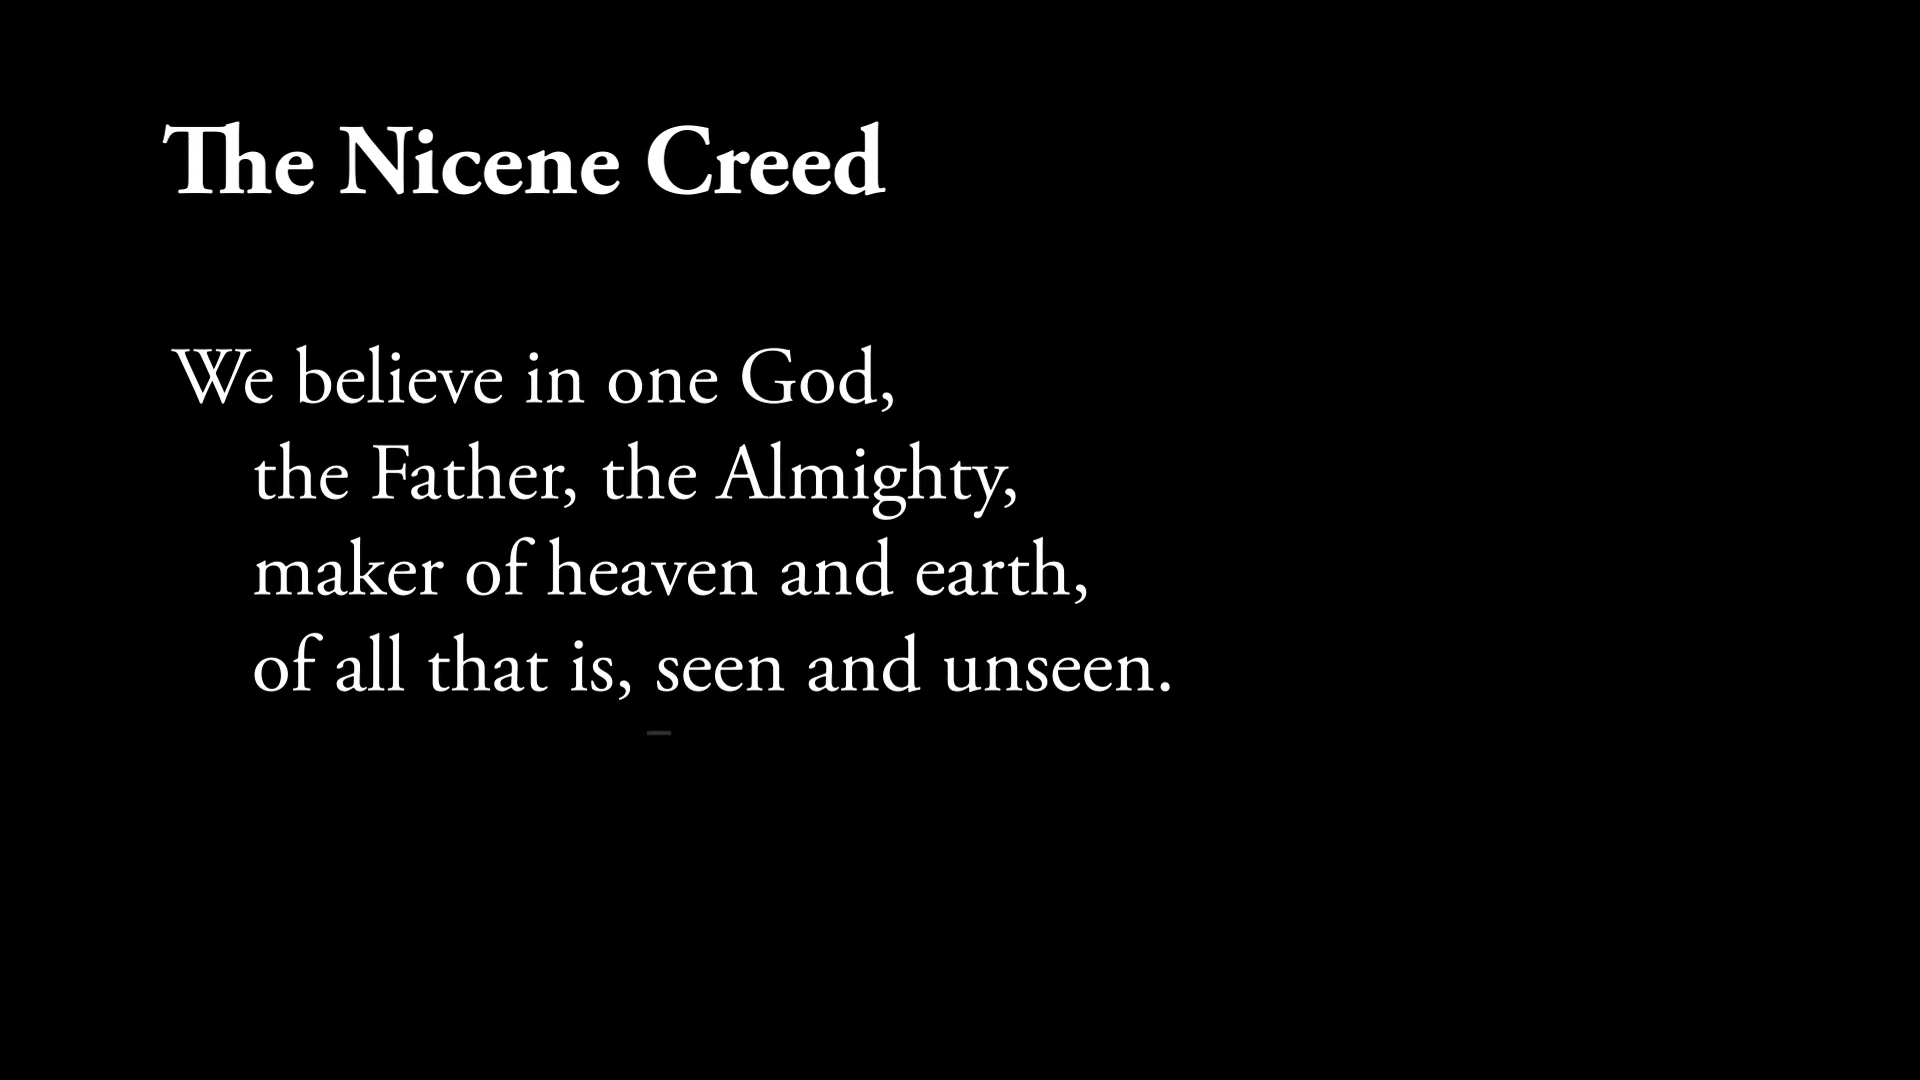 The Nicene Creed
We believe in one God,
the Father, the Almighty,
maker of heaven and earth,
of all that is, seen and unseen.